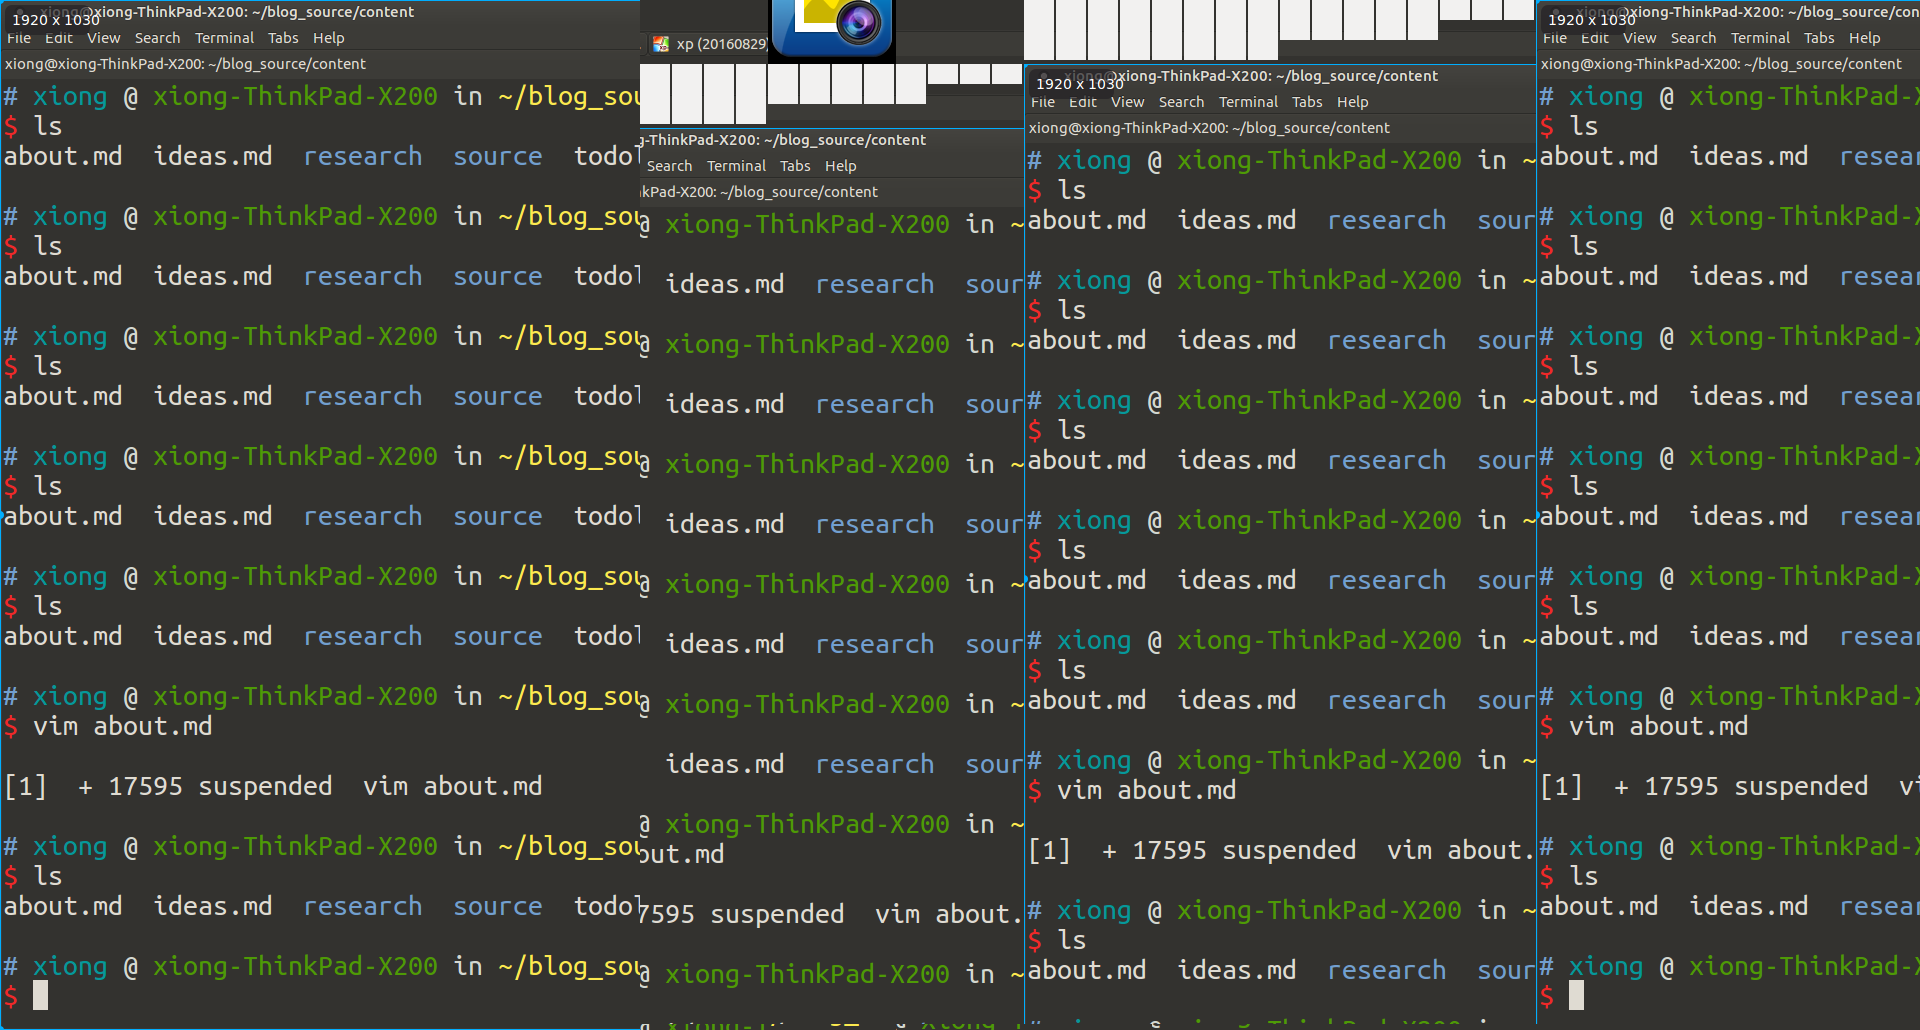 1920 x 1030
xiong@xiong-ThinkPad-X200: ~/blog_source/content
File Edit View Search Terminal Tabs Help
xiong@xiong-ThinkPad-X200: ~/blog_source/content
# xiong @ xiong-ThinkPad-X200 in ~/blog_sou
$ ls
about.md ideas.md research source todol
# xiong @ xiong-ThinkPad-X200 in ~/blog_sou
$ ls
about.md ideas.md research source todol
# xiong @ xiong-ThinkPad-X200 in ~/blog_sou
$ ls
about.md ideas.md research source todol
# xiong @ xiong-ThinkPad-X200 in ~/blog_sou
$ ls
about.md ideas.md research source todol
# xiong @ xiong-ThinkPad-X200 in ~/blog_sou
$ ls
about.md ideas.md research source todol
# xiong @ xiong-ThinkPad-X200 in ~/blog_sou
$ vim about.md
[1] + 17595 suspended vim about.md
# xiong @ xiong-ThinkPad-X200 in ~/blog_sou
$ ls
about.md ideas.md research source todol
# xiong @ xiong-ThinkPad-X200 in ~/blog_sou
$
xp (20160829)
g-ThinkPad-X200: ~/blog_source/content
Search Terminal Tabs Help
kPad-X200: ~/blog_source/content
@ xiong-ThinkPad-X200 in ~
ideas.md research sour
@ xiong-ThinkPad-X200 in ~
ideas.md research sour
@ xiong-ThinkPad-X200 in ~
ideas.md research sour
@ xiong-ThinkPad-X200 in ~
ideas.md research sour
@ xiong-ThinkPad-X200 in ~
ideas.md research sour
@ xiong-ThinkPad-X200 in ~
out.md
7595 suspended vim about.
@ xiong-ThinkPad-X200 in ~
1920 x 1030
xiong@xiong-ThinkPad-X200: ~/blog_source/content
File Edit View Search Terminal Tabs Help
xiong@xiong-ThinkPad-X200: ~/blog_source/content
# xiong @ xiong-ThinkPad-X200 in ~
$ ls
about.md ideas.md research sour
# xiong @ xiong-ThinkPad-X200 in ~
$ ls
about.md ideas.md research sour
# xiong @ xiong-ThinkPad-X200 in ~
$ ls
about.md ideas.md research sour
# xiong @ xiong-ThinkPad-X200 in ~
$ ls
about.md ideas.md research sour
# xiong @ xiong-ThinkPad-X200 in ~
$ ls
about.md ideas.md research sour
# xiong @ xiong-ThinkPad-X200 in ~
$ vim about.md
[1] + 17595 suspended vim about.
# xiong @ xiong-ThinkPad-X200 in ~
$ ls
about.md ideas.md research sour
1920 x 1030
xiong@xiong-ThinkPad-X200: ~/blog_source/con
File Edit View Search Terminal Tabs Help
xiong@xiong-ThinkPad-X200: ~/blog_source/content
# xiong @ xiong-ThinkPad-X
$ ls
about.md ideas.md resear
# xiong @ xiong-ThinkPad-X
$ ls
about.md ideas.md resear
# xiong @ xiong-ThinkPad-X
$ ls
about.md ideas.md resear
# xiong @ xiong-ThinkPad-X
$ ls
about.md ideas.md resear
# xiong @ xiong-ThinkPad-X
$ ls
about.md ideas.md resear
# xiong @ xiong-ThinkPad-X
$ vim about.md
[1] + 17595 suspended vi
# xiong @ xiong-ThinkPad-X
$ ls
about.md ideas.md resear
# xiong @ xiong-ThinkPad-X
$